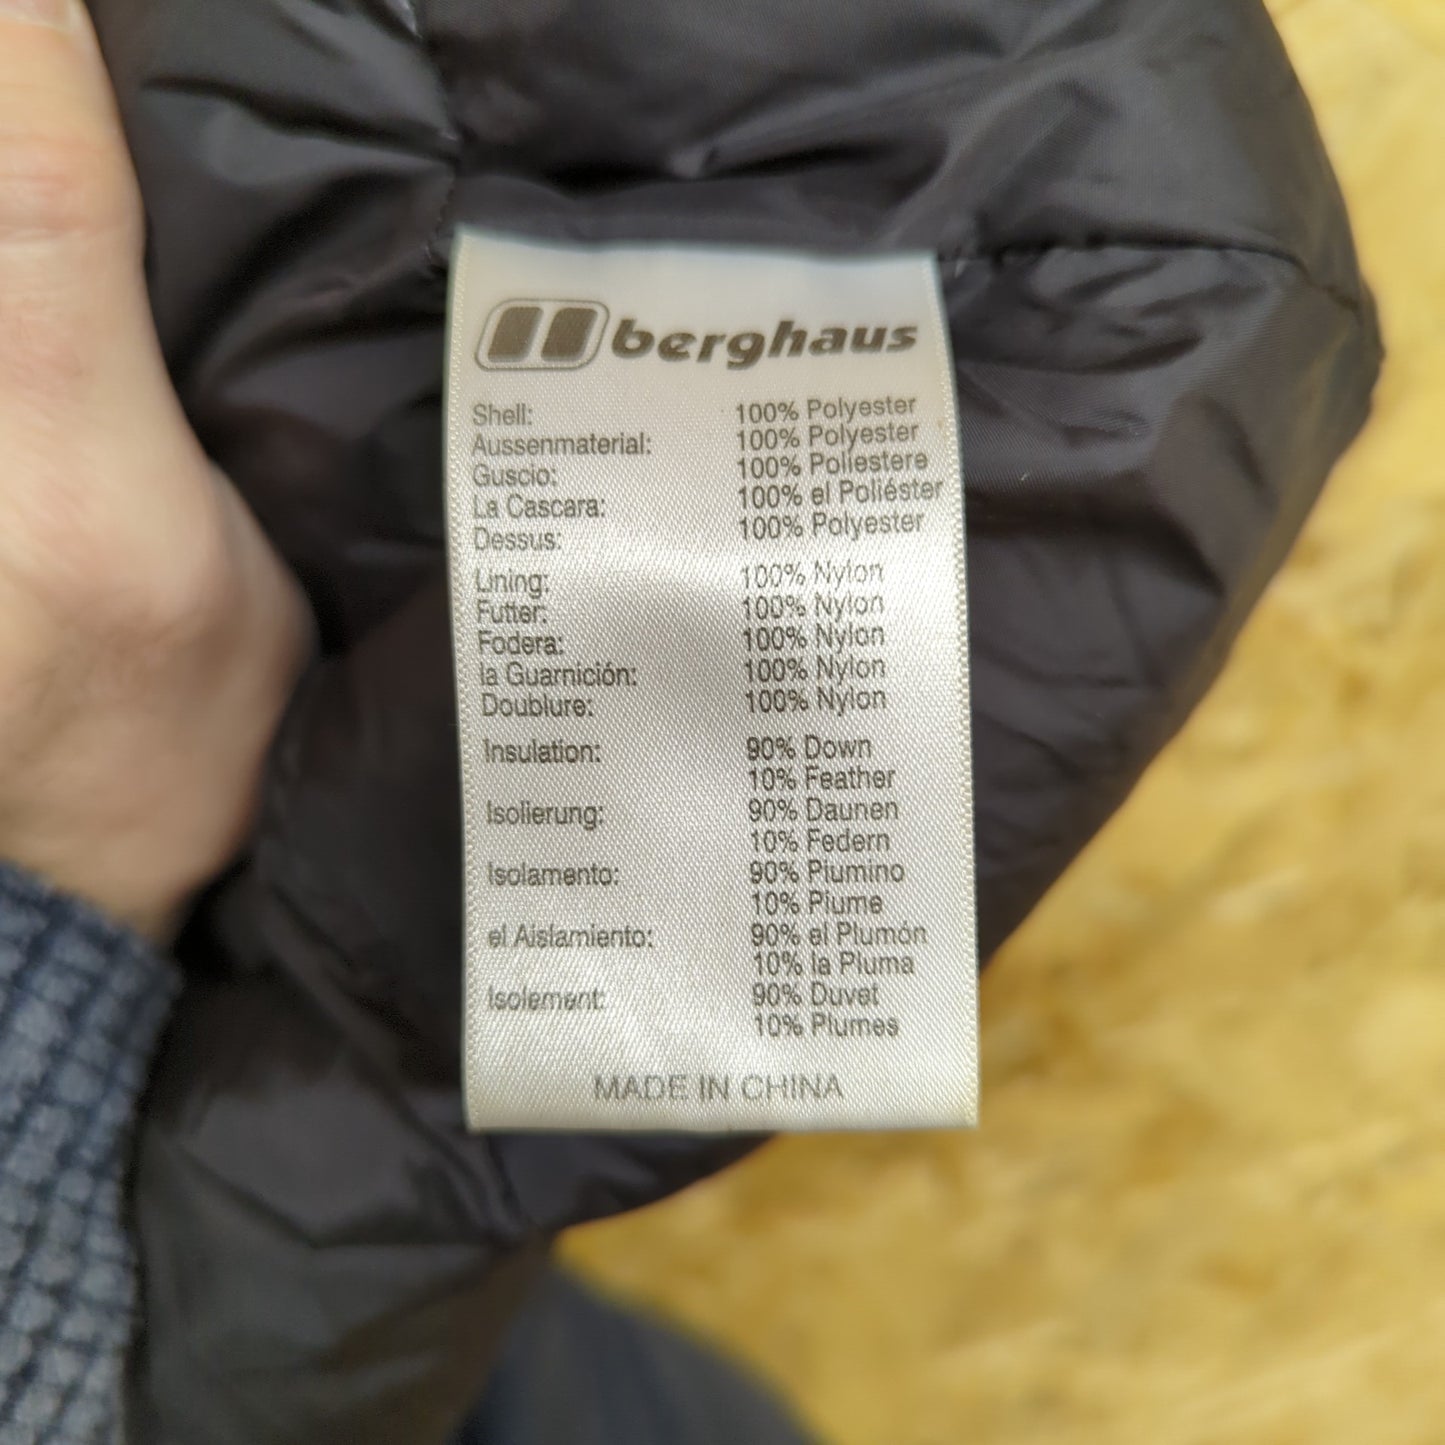 berghaus
Shell: 100% Polyester
Aussenmaterial: 100% Polyester
Guscio: 100% Poliestere
La Cascara: 100% el Poliéster
Dessus: 100% Polyester
Lining: 100% Nylon
Futter: 100% Nylon
Fodera: 100% Nylon
la Guarnición: 100% Nylon
Doublure: 100% Nylon
Insulation: 90% Down
10% Feather
Isolierung: 90% Daunen
10% Federn
Isolamento: 90% Piumino
10% Piume
el Aislamiento: 90% el Plumón
10% la Pluma
Isolement: 90% Duvet
10% Plumes
MADE IN CHINA